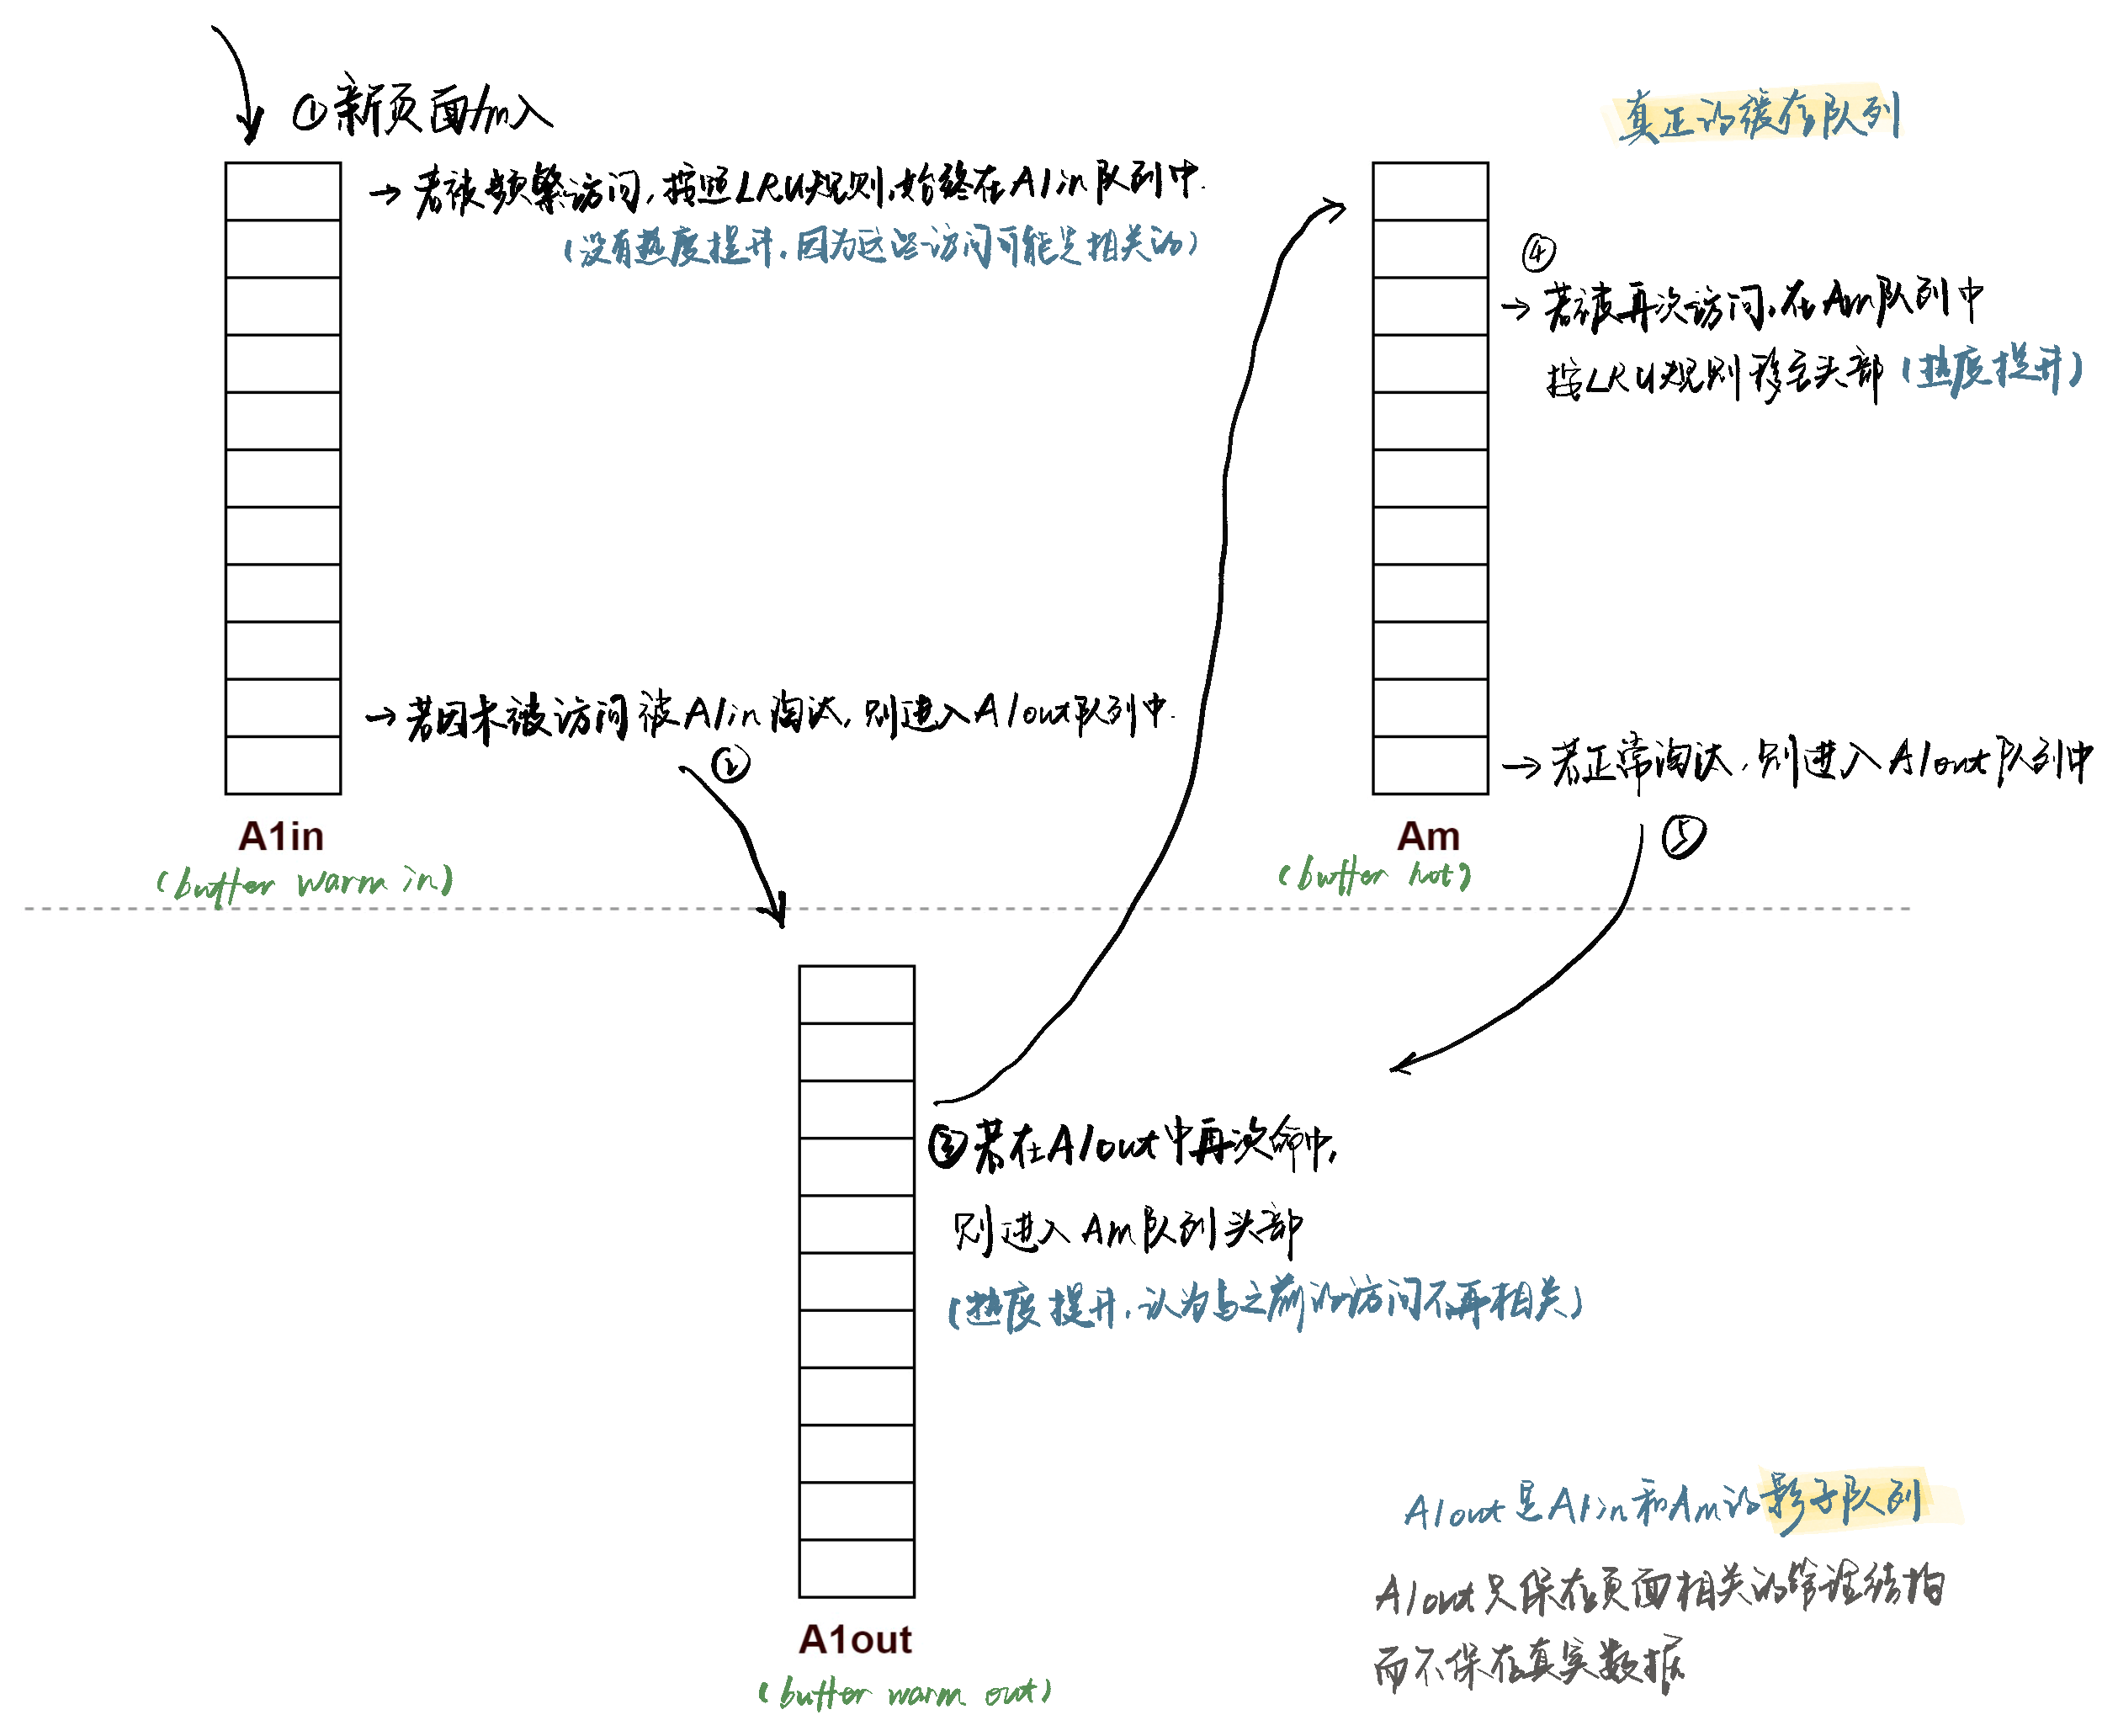 ①新页面加入
真正的缓存队列
→若被频繁访问,按照LRU规则,始终在A1in队列中.
(没有热度提升,因为这些访问可能是相关的)
④
→若被再次访问,在Am队列中
按LRU规则移至头部(热度提升)
→若因未被访问被A1in淘汰,则进入A1out队列中.
②
→若正常淘汰,则进入A1out队列中
⑤
A1in
(buffer warm in)
Am
(buffer hot)
③若在A1out中再次命中,
则进入Am队列头部
(热度提升,认为与之前的访问不再相关)
A1out是A1in和Am的影子队列
A1out只保存页面相关的管理结构
而不保存真实数据
A1out
(buffer warm out)